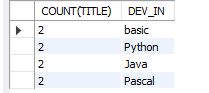 COUNT(TITLE) DEV_IN
2 basic
2 Python
2 Java
2 Pascal